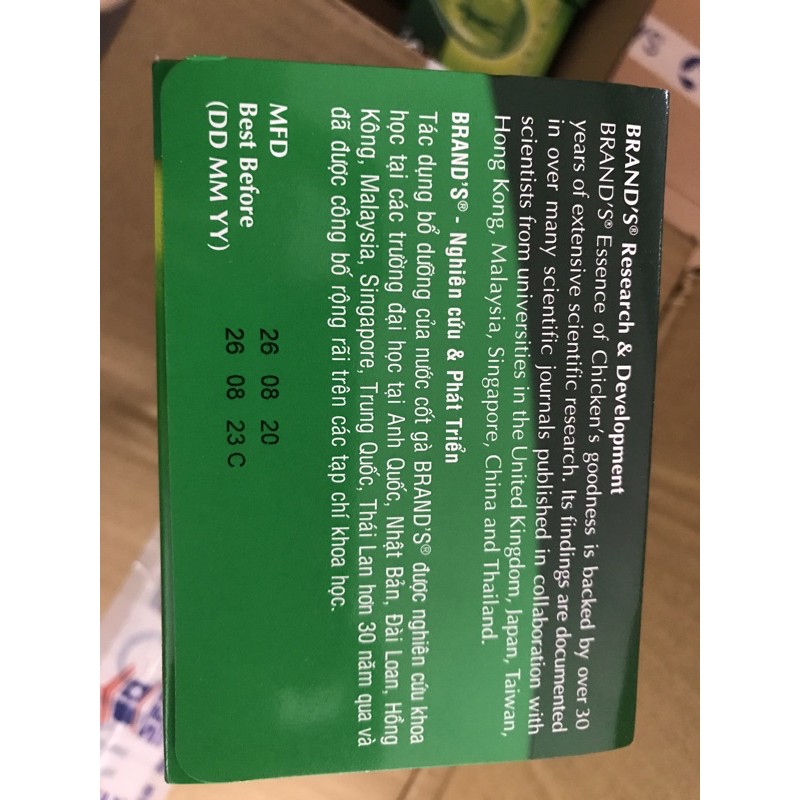 BRAND'S® Research & Development
BRAND'S® Essence of Chicken's goodness is backed by over 30
years of extensive scientific research. Its findings are documented
in over many scientific journals published in collaboration with
scientists from universities in the United Kingdom, Japan, Taiwan,
Hong Kong, Malaysia, Singapore, China and Thailand.
BRAND'S® - Nghiên cứu & Phát Triển
Tác dụng bổ dưỡng của nước cốt gà BRAND'S® được nghiên cứu khoa
học tại các trường đại học tại Anh Quốc, Nhật Bản, Đài Loan, Hồng
Kông, Malaysia, Singapore, Trung Quốc, Thái Lan hơn 30 năm qua và
đã được công bố rộng rãi trên các tạp chí khoa học.
MFD 26 08 20
Best Before 26 08 23 C
(DD MM YY)